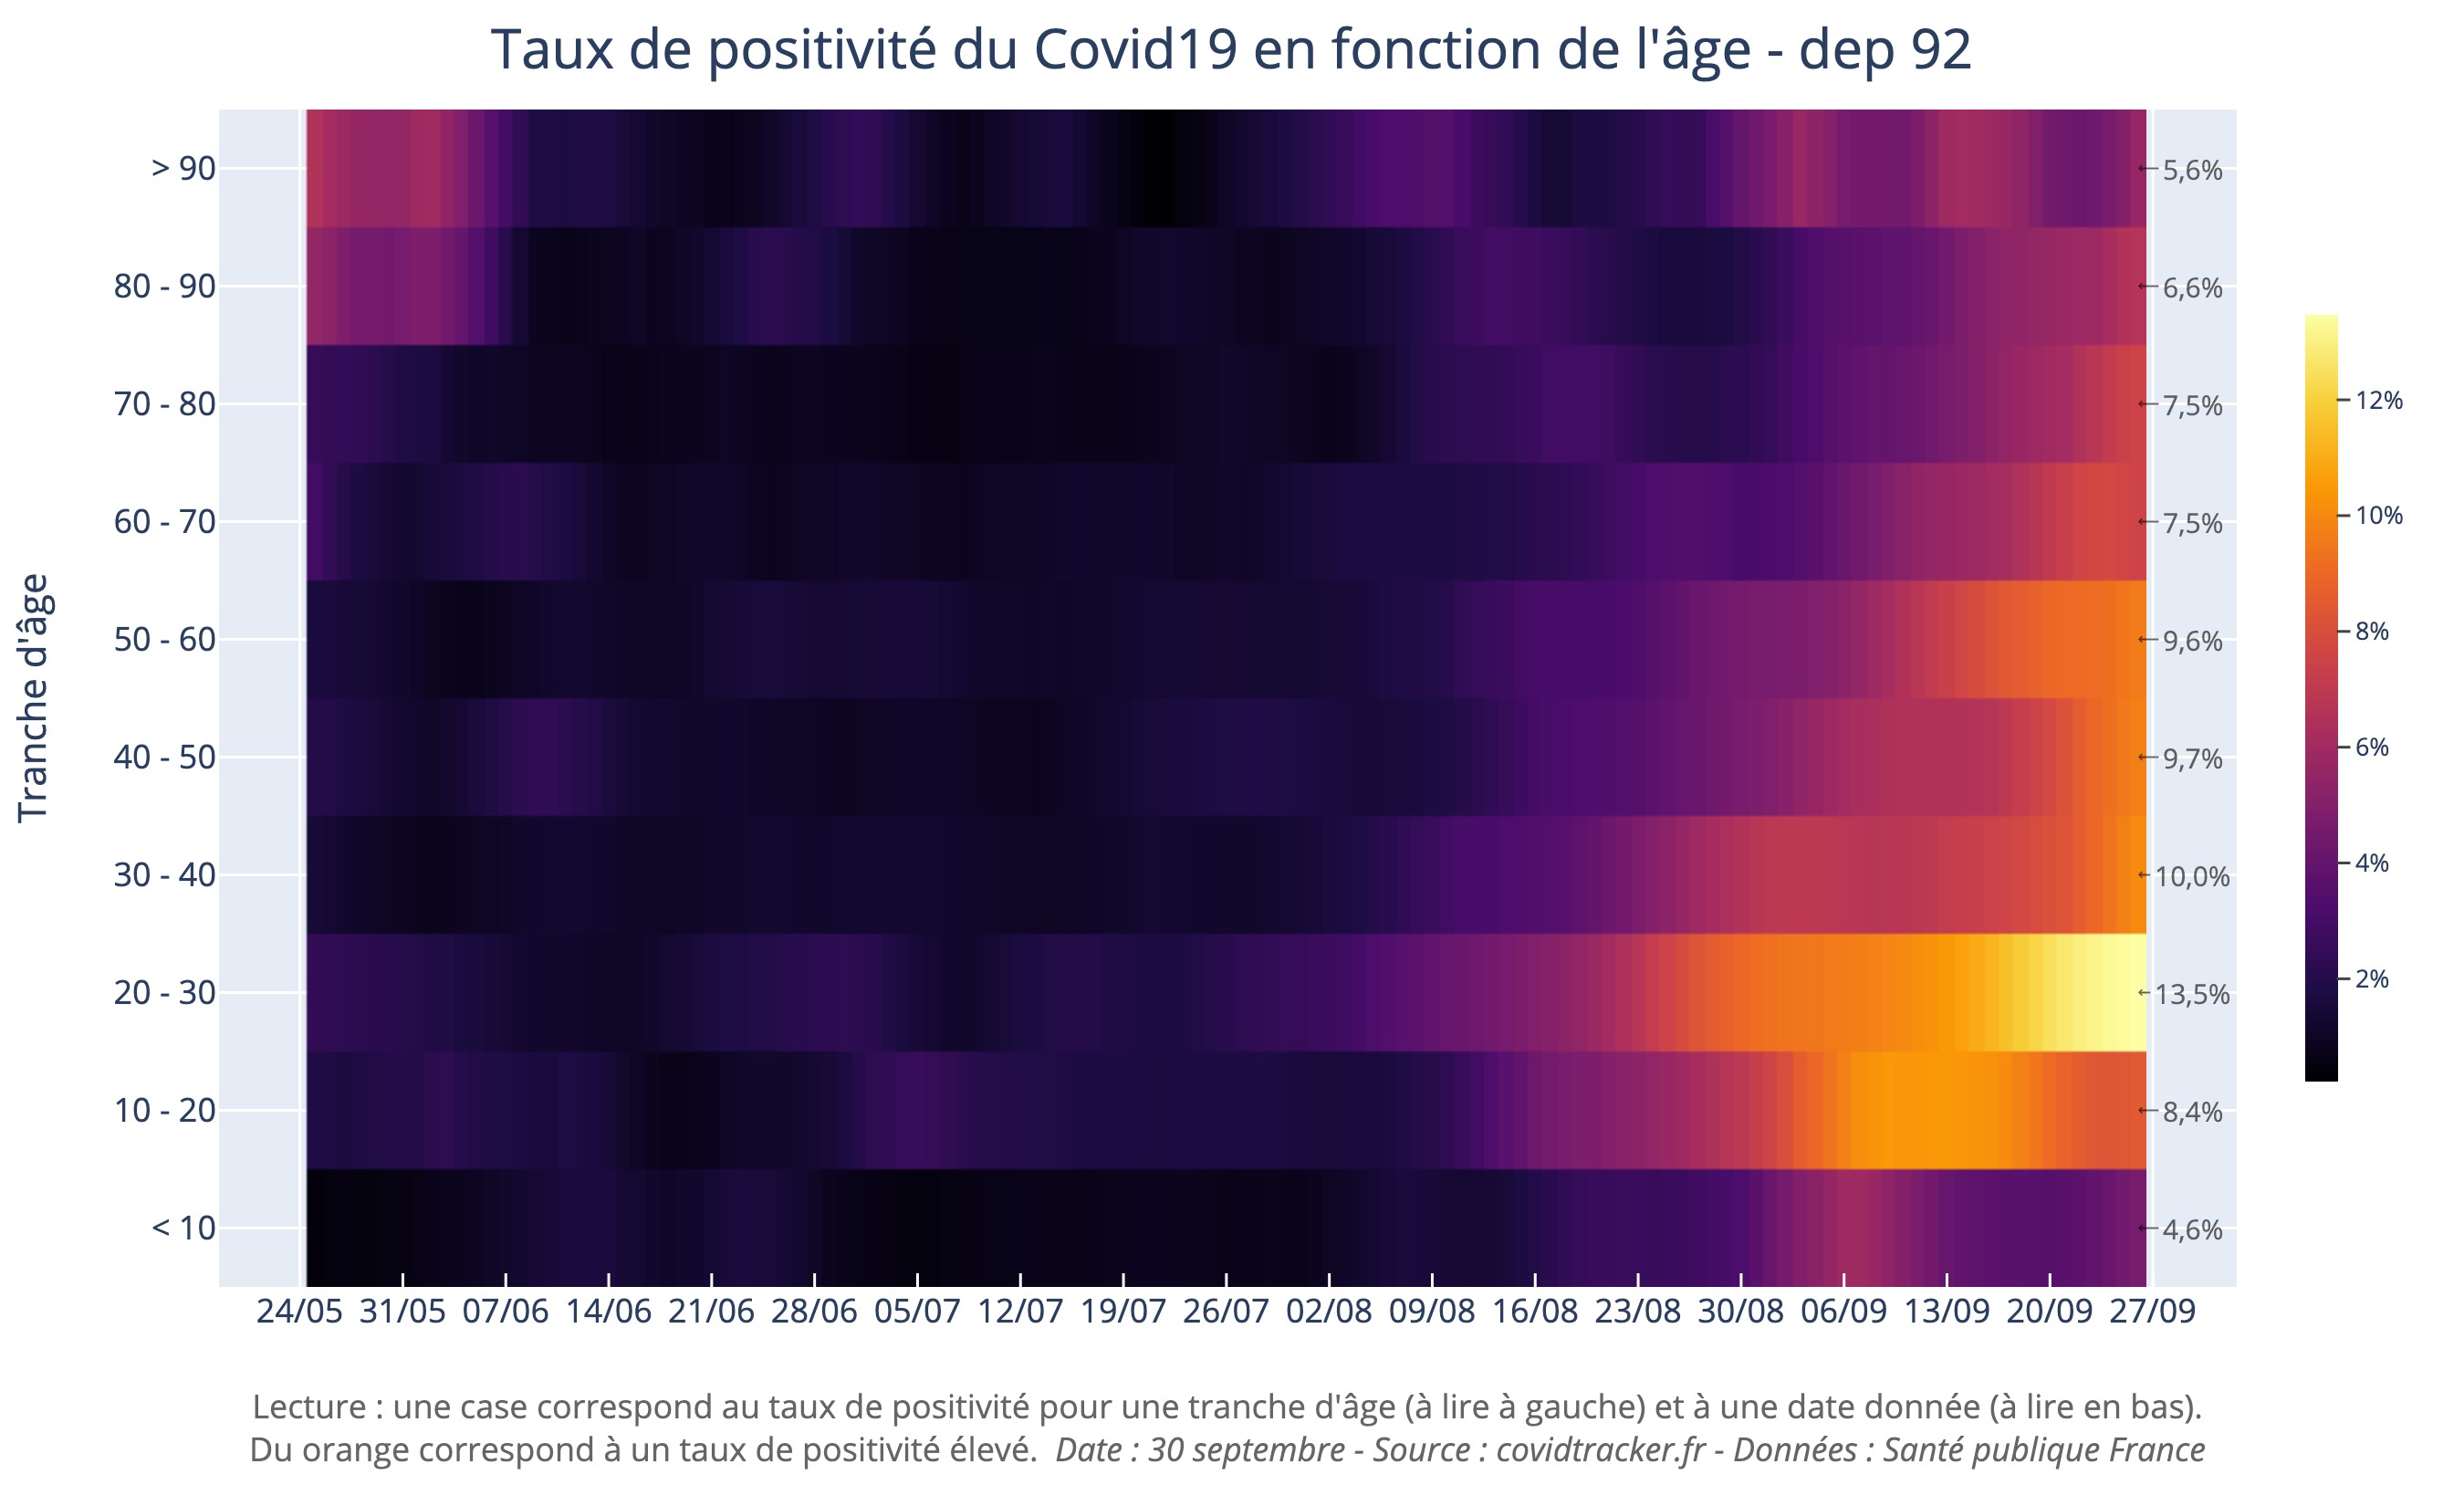 Taux de positivité du Covid19 en fonction de l'âge - dep 92
Tranche d'âge
> 90
80 - 90
70 - 80
60 - 70
50 - 60
40 - 50
30 - 40
20 - 30
10 - 20
< 10
5,6%
6,6%
7,5%
7,5%
9,6%
9,7%
10,0%
13,5%
8,4%
4,6%
12%
10%
8%
6%
4%
2%
24/05 31/05 07/06 14/06 21/06 28/06 05/07 12/07 19/07 26/07 02/08 09/08 16/08 23/08 30/08 06/09 13/09 20/09 27/09
Lecture : une case correspond au taux de positivité pour une tranche d'âge (à lire à gauche) et à une date donnée (à lire en bas).
Du orange correspond à un taux de positivité élevé. Date : 30 septembre - Source : covidtracker.fr - Données : Santé publique France